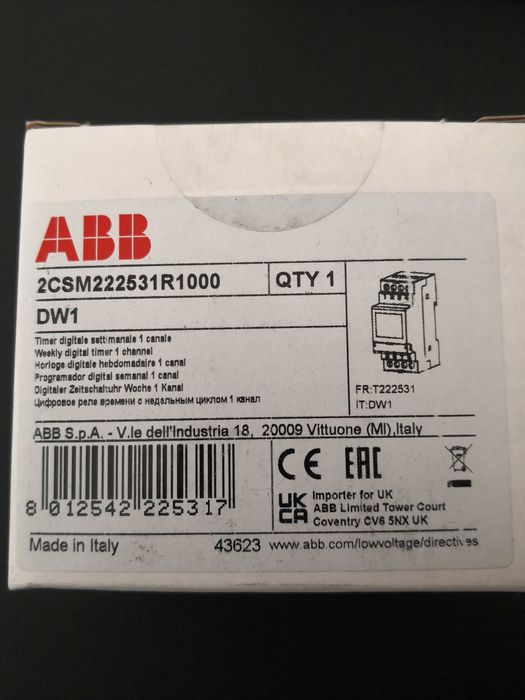 ABB
2CSM222531R1000 QTY 1
DW1
Timer digitale settimanale 1 canale
Weekly digital timer 1 channel
Horloge digitale hebdomadaire 1 canal
Programador digital semanal 1 canal
Digitaler Zeitschaltuhr Woche 1 Kanal
Цифровое реле времени с недельным циклом 1 канал
FR:T222531
IT:DW1
ABB S.p.A. - V.le dell'Industria 18, 20009 Vittuone (MI),Italy
8 012542 225317
CE EAC
UK
CA
Importer for UK
ABB Limited Tower Court
Coventry CV6 5NX UK
Made in Italy 43623 www.abb.com/lowvoltage/directives